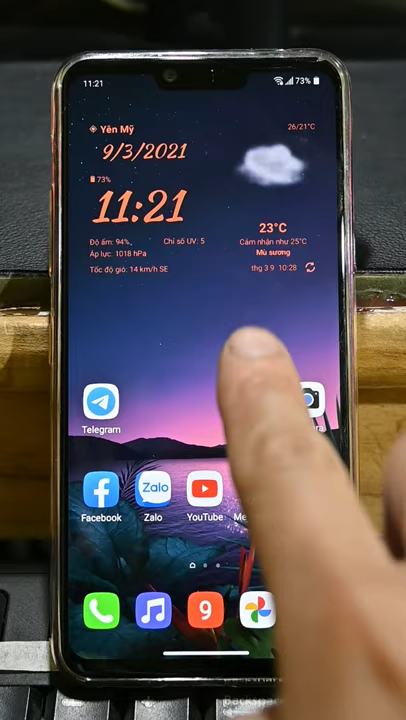 11:21
73%
Yên Mỹ
26/21°C
9/3/2021
73%
11:21
23°C
Độ ẩm: 94%
Chỉ số UV: 5
Cảm nhận như 25°C
Áp lực: 1018 hPa
Mù sương
Tốc độ gió: 14 km/h SE
thg 3 9 10:28
Telegram
Zalo
Facebook
Zalo
YouTube
9